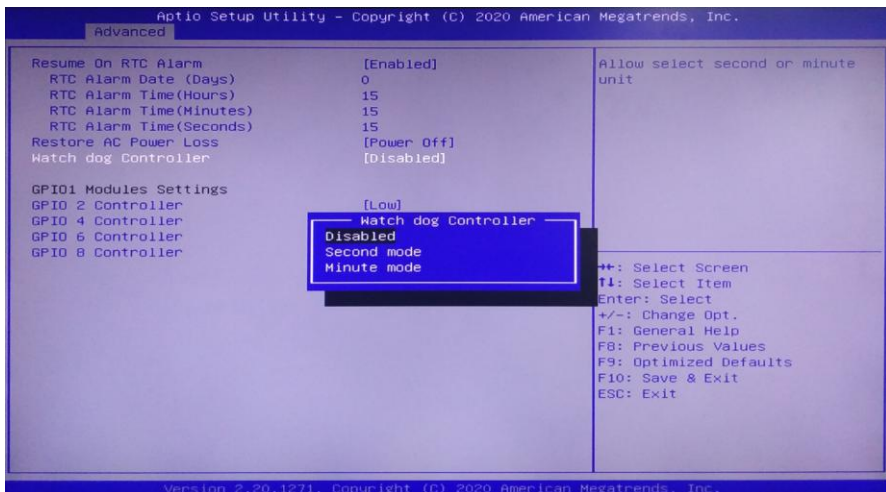 Aptio Setup Utility – Copyright (C) 2020 American Megatrends, Inc.
Advanced
Resume On RTC Alarm [Enabled]
RTC Alarm Date (Days) 0
RTC Alarm Time(Hours) 15
RTC Alarm Time(Minutes) 15
RTC Alarm Time(Seconds) 15
Restore AC Power Loss [Power Off]
Watch dog Controller [Disabled]
GPIO1 Modules Settings
GPIO 2 Controller [Low]
GPIO 4 Controller
GPIO 6 Controller
GPIO 8 Controller
Watch dog Controller
Disabled
Second mode
Minute mode
Allow select second or minute
unit
→←: Select Screen
↑↓: Select Item
Enter: Select
+/-: Change Opt.
F1: General Help
F8: Previous Values
F9: Optimized Defaults
F10: Save & Exit
ESC: Exit
Version 2.20.1271. Copyright (C) 2020 American Megatrends, Inc.